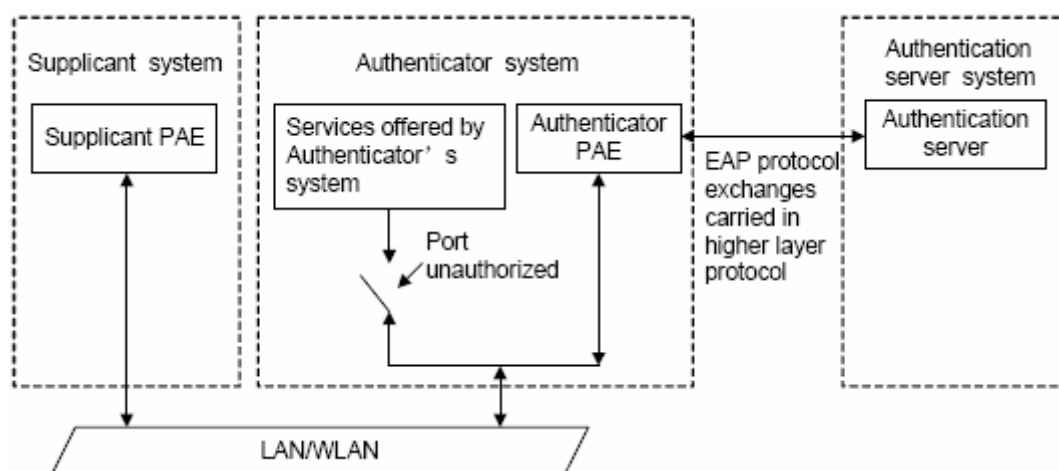 Supplicant system
Supplicant PAE
Authenticator system
Services offered by
Authenticator's
system
Authenticator
PAE
Port
unauthorized
EAP protocol
exchanges
carried in
higher layer
protocol
Authentication
server system
Authentication
server
LAN/WLAN